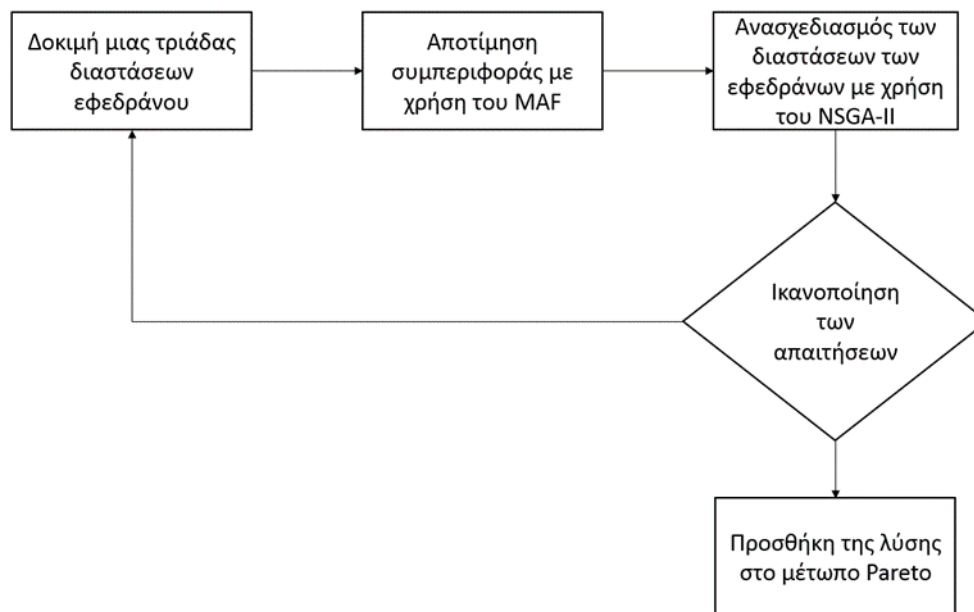 Δοκιμή μιας τριάδας
διαστάσεων
εφεδράνου
Αποτίμηση
συμπεριφοράς με
χρήση του MAF
Ανασχεδιασμός των
διαστάσεων των
εφεδράνων με χρήση
του NSGA-II
Ικανοποίηση
των
απαιτήσεων
Προσθήκη της λύσης
στο μέτωπο Pareto